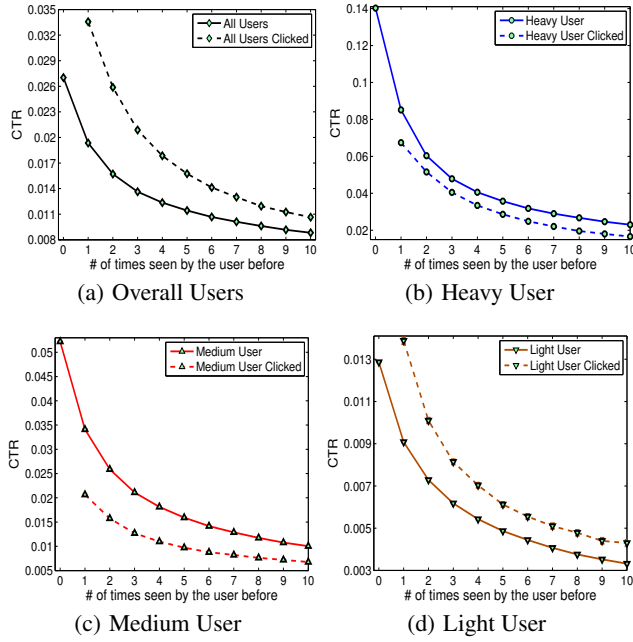 0.035
0.032
0.029
0.026
0.023
0.02
0.017
0.014
0.011
0.008
CTR
All Users
All Users Clicked
0 1 2 3 4 5 6 7 8 9 10
# of times seen by the user before
(a) Overall Users
0.14
0.12
0.10
0.08
0.06
0.04
0.02
CTR
Heavy User
Heavy User Clicked
0 1 2 3 4 5 6 7 8 9 10
# of times seen by the user before
(b) Heavy User
0.05
0.045
0.04
0.035
0.03
0.025
0.02
0.015
0.01
0.005
CTR
Medium User
Medium User Clicked
0 1 2 3 4 5 6 7 8 9 10
# of times seen by the user before
(c) Medium User
0.013
0.011
0.009
0.007
0.005
0.003
CTR
Light User
Light User Clicked
0 1 2 3 4 5 6 7 8 9 10
# of times seen by the user before
(d) Light User